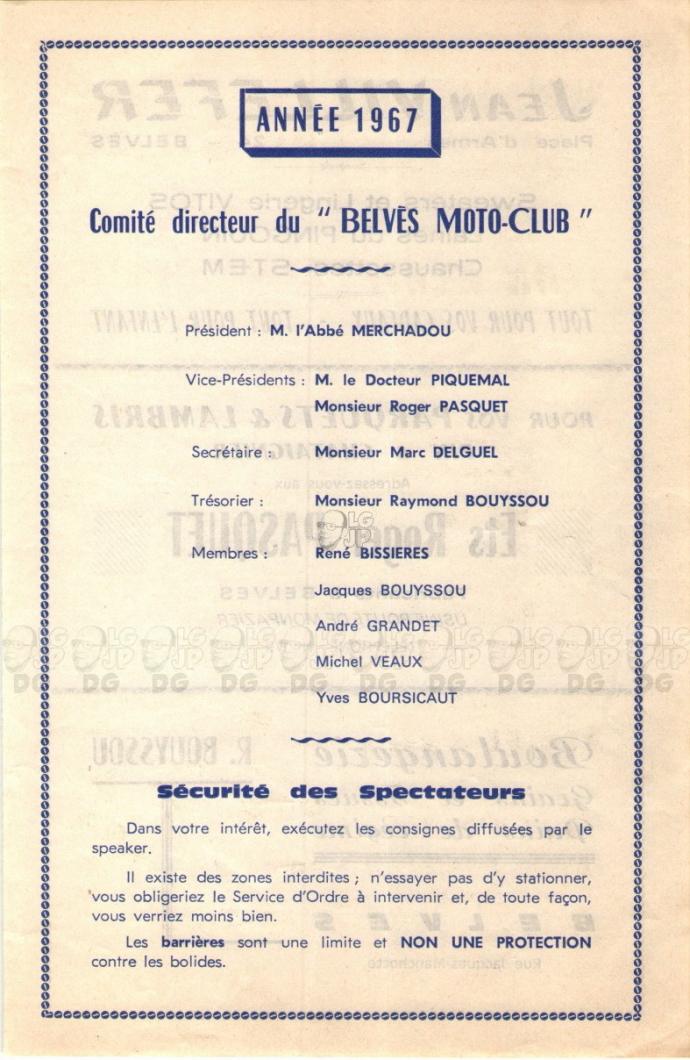 ANNÉE 1967
Comité directeur du " BELVÈS MOTO-CLUB "
Président : M. l'Abbé MERCHADOU
Vice-Présidents : M. le Docteur PIQUEMAL
Monsieur Roger PASQUET
Secrétaire : Monsieur Marc DELGUEL
Trésorier : Monsieur Raymond BOUYSSOU
Membres : René BISSIERES
Jacques BOUYSSOU
André GRANDET
Michel VEAUX
Yves BOURSICAUT
Sécurité des Spectateurs
Dans votre intérêt, exécutez les consignes diffusées par le
speaker.
Il existe des zones interdites ; n'essayer pas d'y stationner,
vous obligeriez le Service d'Ordre à intervenir et, de toute façon,
vous verriez moins bien.
Les barrières sont une limite et NON UNE PROTECTION
contre les bolides.